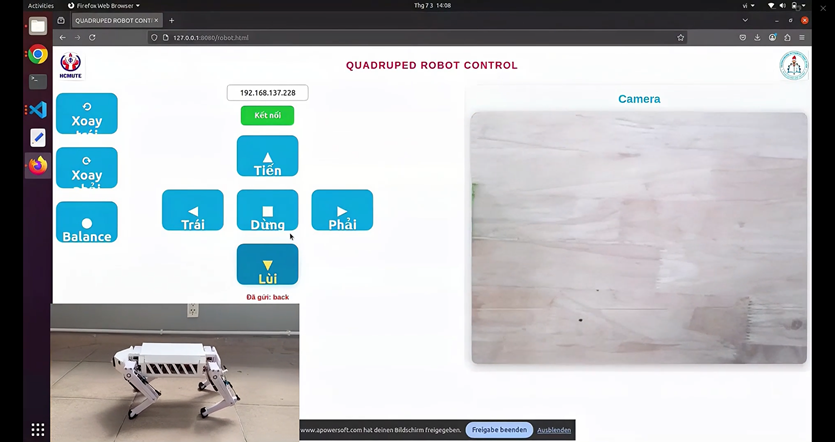 Activities
Firefox Web Browser
Thg 7 3 14:08
vi
QUADRUPED ROBOT CONTR
127.0.0.1:8080/robot.html
HCMUTE
QUADRUPED ROBOT CONTROL
192.168.137.228
Kết nối
Camera
Xoay
trái
Xoay
phải
Balance
Tiến
Trái
Dừng
Phải
Lùi
Đã gửi: back
www.apowersoft.com hat deinen Bildschirm freigegeben.
Freigabe beenden
Ausblenden